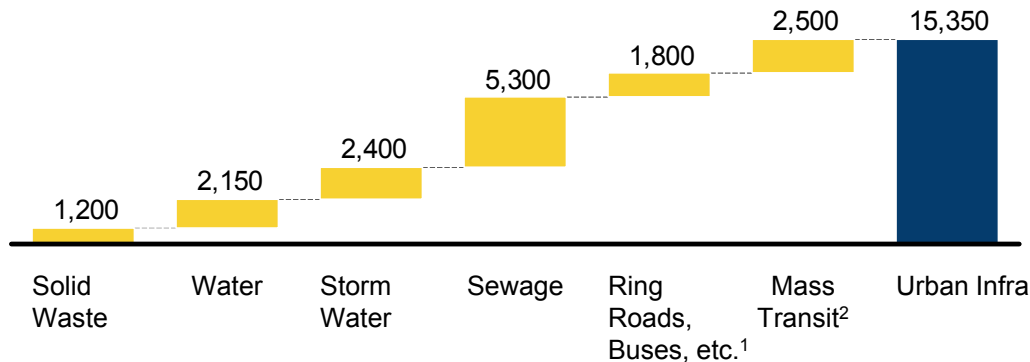 2,500
15,350
1,800
5,300
2,400
2,150
1,200
Solid
Waste
Water
Storm
Water
Sewage
Ring
Roads,
Buses, etc.¹
Mass
Transit²
Urban Infra